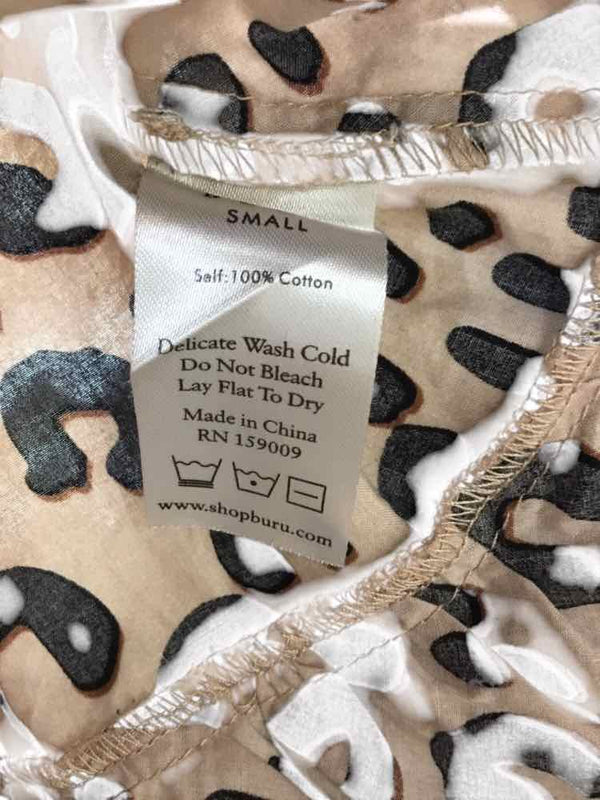 SMALL
Self: 100% Cotton
Delicate Wash Cold
Do Not Bleach
Lay Flat To Dry
Made in China
RN 159009
www.shopburu.com